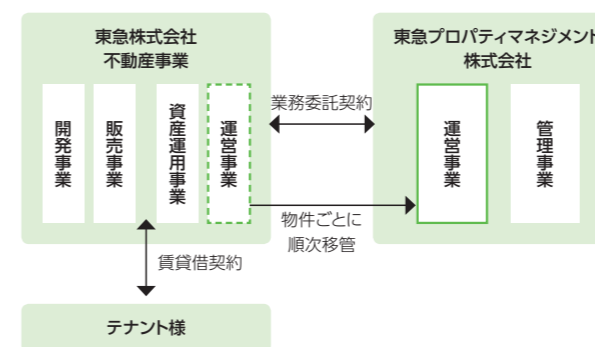 東急株式会社
不動産事業
開発事業
販売事業
資産運用事業
運営事業
業務委託契約
東急プロパティマネジメント
株式会社
運営事業
管理事業
物件ごとに
順次移管
賃貸借契約
テナント様